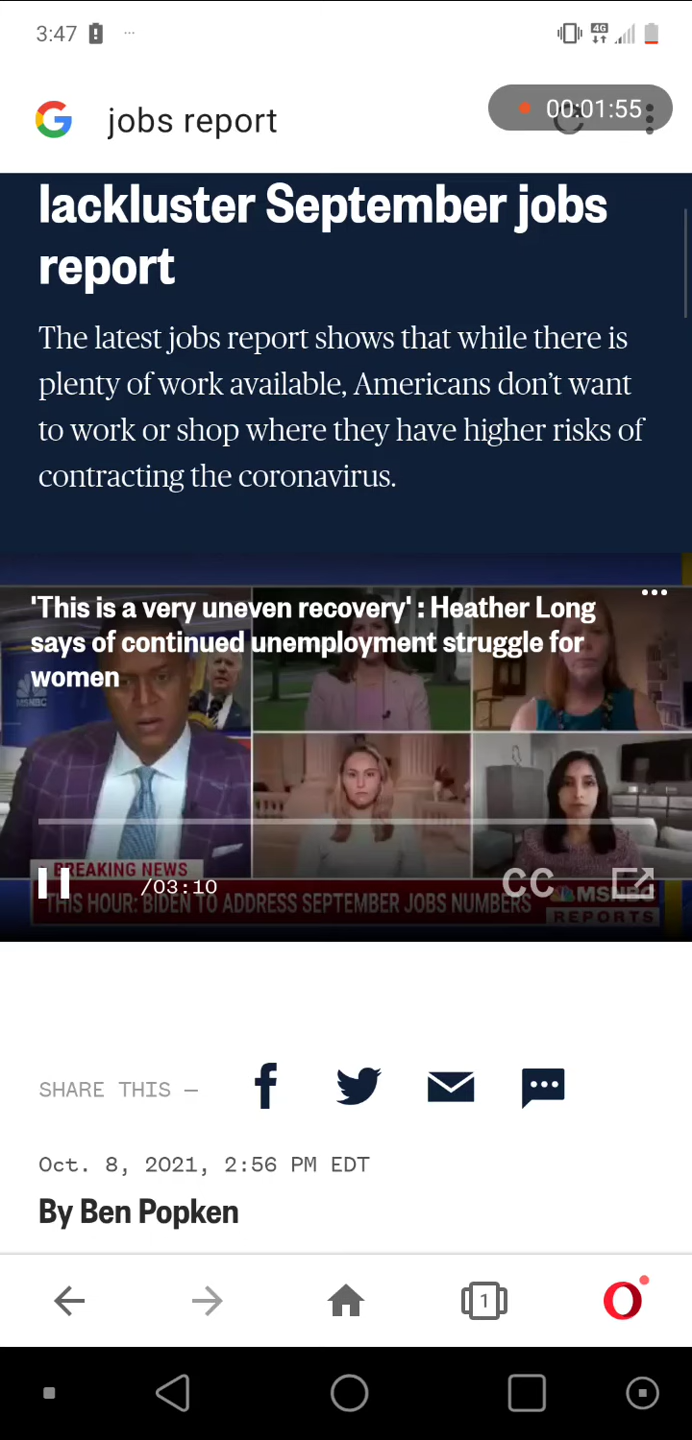 3:47
4G
jobs report
00:01:55
lackluster September jobs
report
The latest jobs report shows that while there is
plenty of work available, Americans don’t want
to work or shop where they have higher risks of
contracting the coronavirus.
'This is a very uneven recovery' : Heather Long
says of continued unemployment struggle for
women
MSNBC
BREAKING NEWS
/03:10
CC
THIS HOUR: BIDEN TO ADDRESS SEPTEMBER JOBS NUMBERS
MSNBC
REPORTS
SHARE THIS —
Oct. 8, 2021, 2:56 PM EDT
By Ben Popken
1